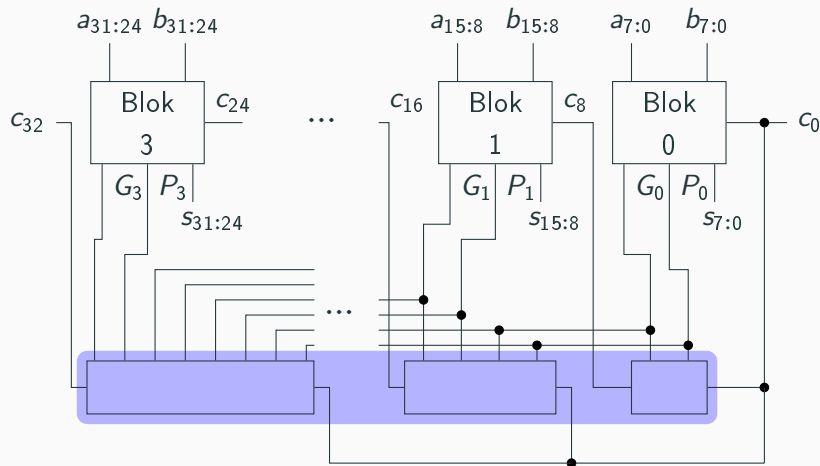 a31:24 b31:24 a15:8 b15:8 a7:0 b7:0
c32 Blok 3 c24 ... c16 Blok 1 c8 Blok 0 c0
G3 P3 G1 P1 G0 P0
s31:24 s15:8 s7:0
...